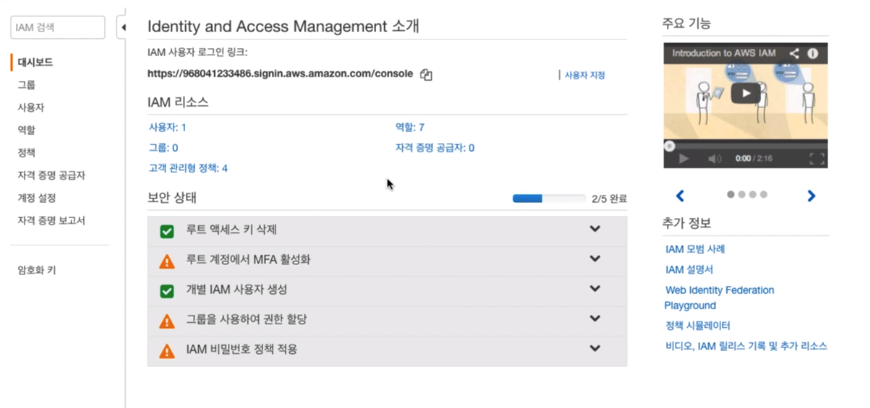 IAM 검색
대시보드
그룹
사용자
역할
정책
자격 증명 공급자
계정 설정
자격 증명 보고서
암호화 키
Identity and Access Management 소개
IAM 사용자 로그인 링크:
https://968041233486.signin.aws.amazon.com/console
사용자 지정
IAM 리소스
사용자: 1
역할: 7
그룹: 0
자격 증명 공급자: 0
고객 관리형 정책: 4
보안 상태
2/5 완료
루트 액세스 키 삭제
루트 계정에서 MFA 활성화
개별 IAM 사용자 생성
그룹을 사용하여 권한 할당
IAM 비밀번호 정책 적용
주요 기능
Introduction to AWS IAM
0:00 / 2:16
추가 정보
IAM 모범 사례
IAM 설명서
Web Identity Federation
Playground
정책 시뮬레이터
비디오, IAM 릴리스 기록 및 추가 리소스